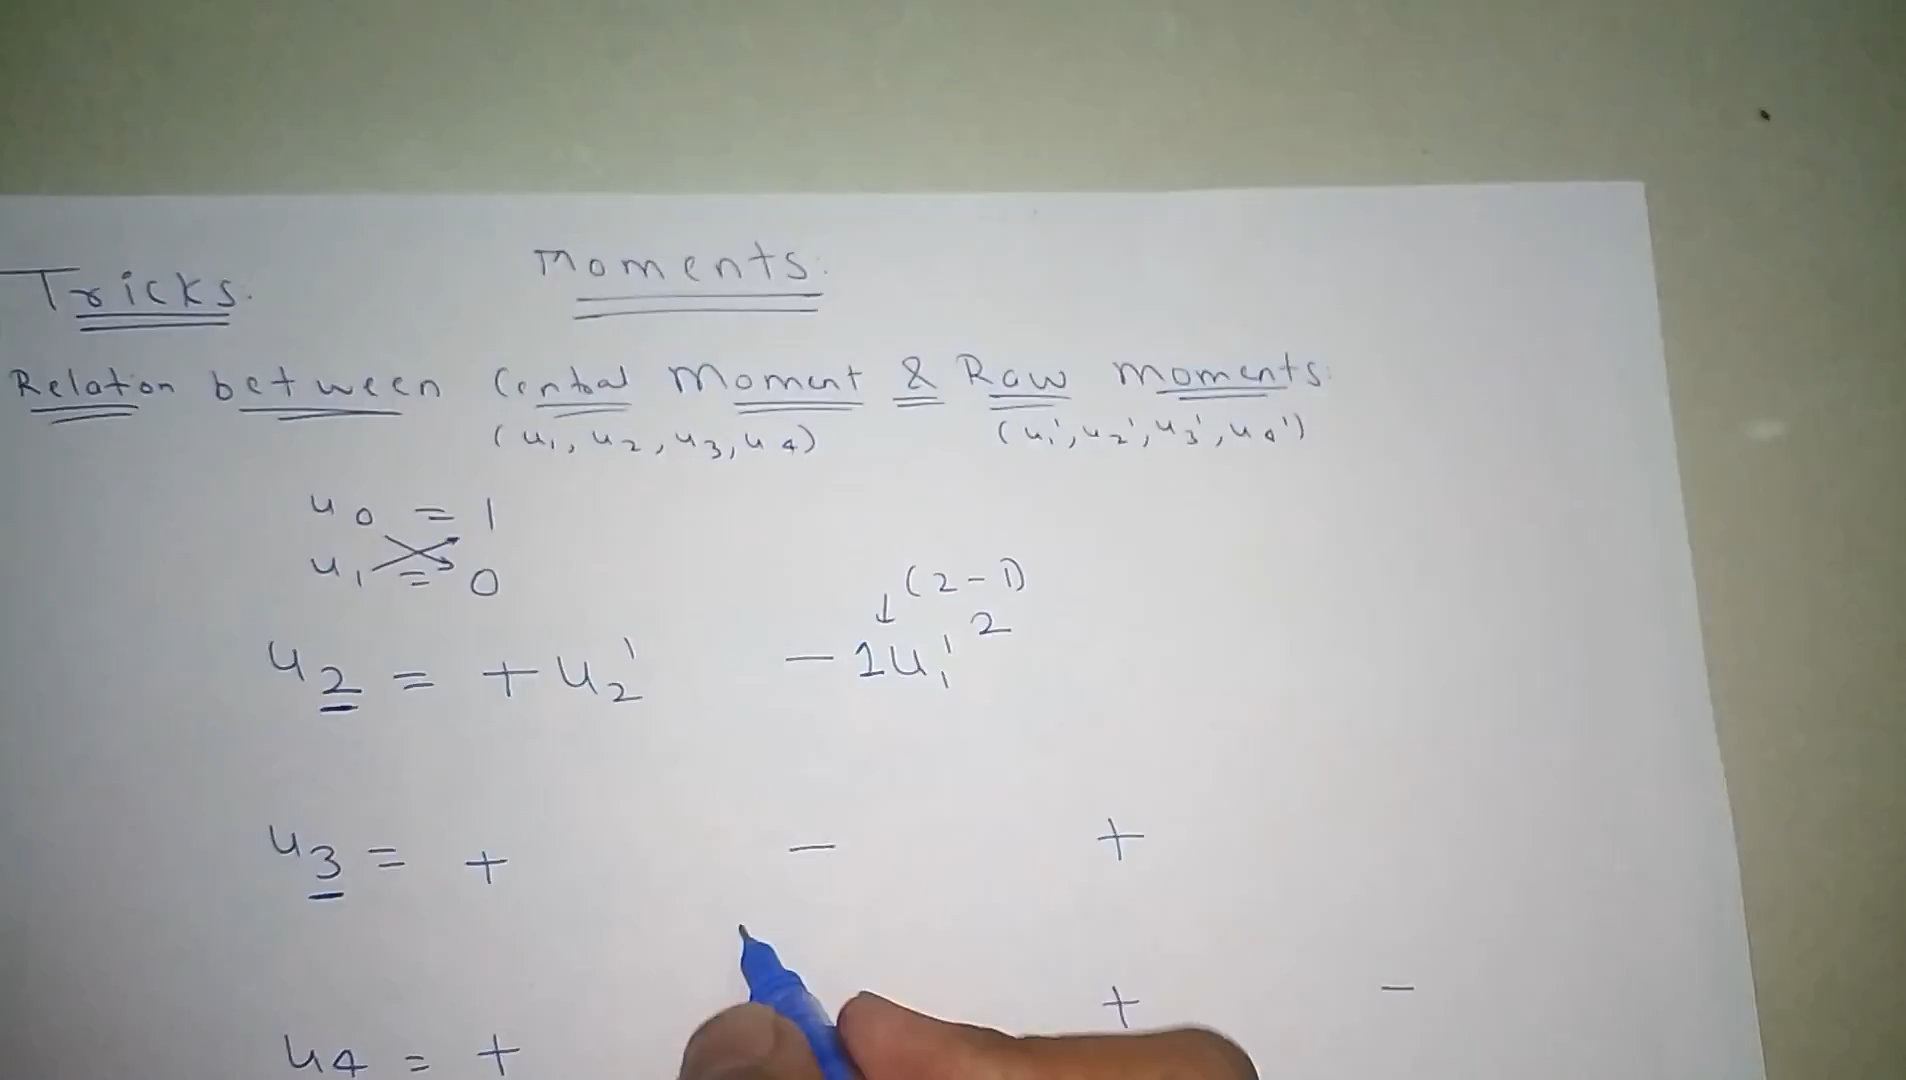 Moments:
Tricks.
Relation between Central Moment & Raw Moments:
(u1, u2, u3, u4) (u1', u2', u3', u4')
u0 = 1
u1 = 0
(2-1)
↓
u2 = + u2' - 1u1'²
u3 = + - +
u4 = + + -